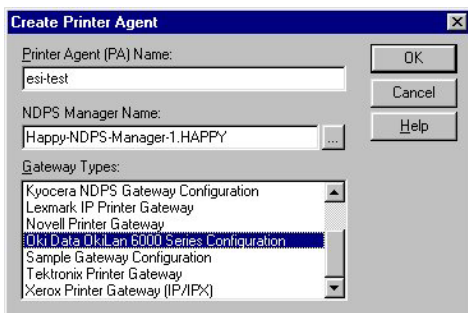 Create Printer Agent
Printer Agent (PA) Name:
esi-test
NDPS Manager Name:
Happy-NDPS-Manager-1.HAPPY
...
Gateway Types:
Kyocera NDPS Gateway Configuration
Lexmark IP Printer Gateway
Novell Printer Gateway
Oki Data OkiLan 6000 Series Configuration
Sample Gateway Configuration
Tektronix Printer Gateway
Xerox Printer Gateway (IP/IPX)
OK
Cancel
Help